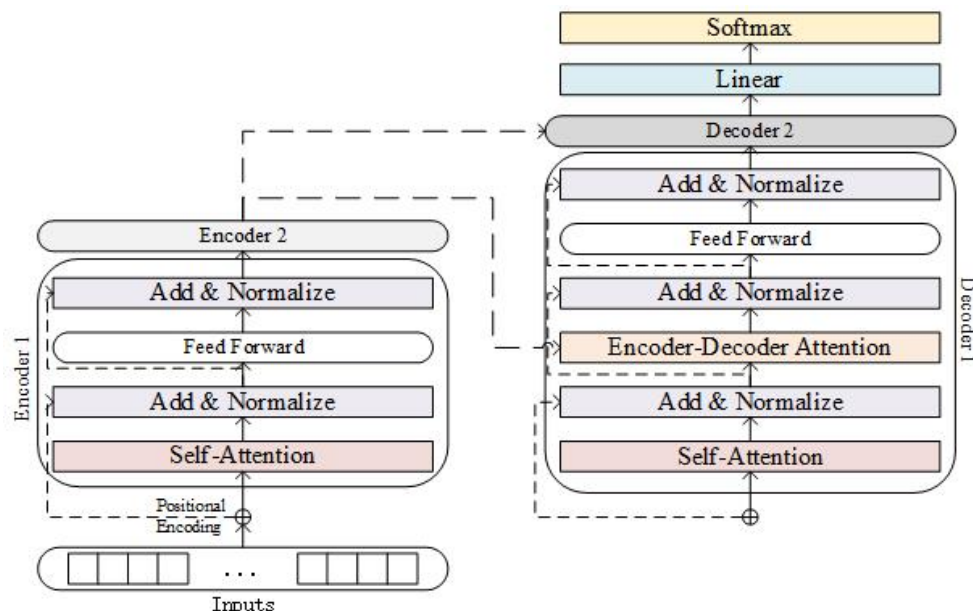 Softmax
Linear
Decoder 2
Add & Normalize
Feed Forward
Add & Normalize
Encoder-Decoder Attention
Add & Normalize
Self-Attention
Decoder 1
Encoder 2
Add & Normalize
Feed Forward
Add & Normalize
Self-Attention
Encoder 1
Positional
Encoding
...
Inputs